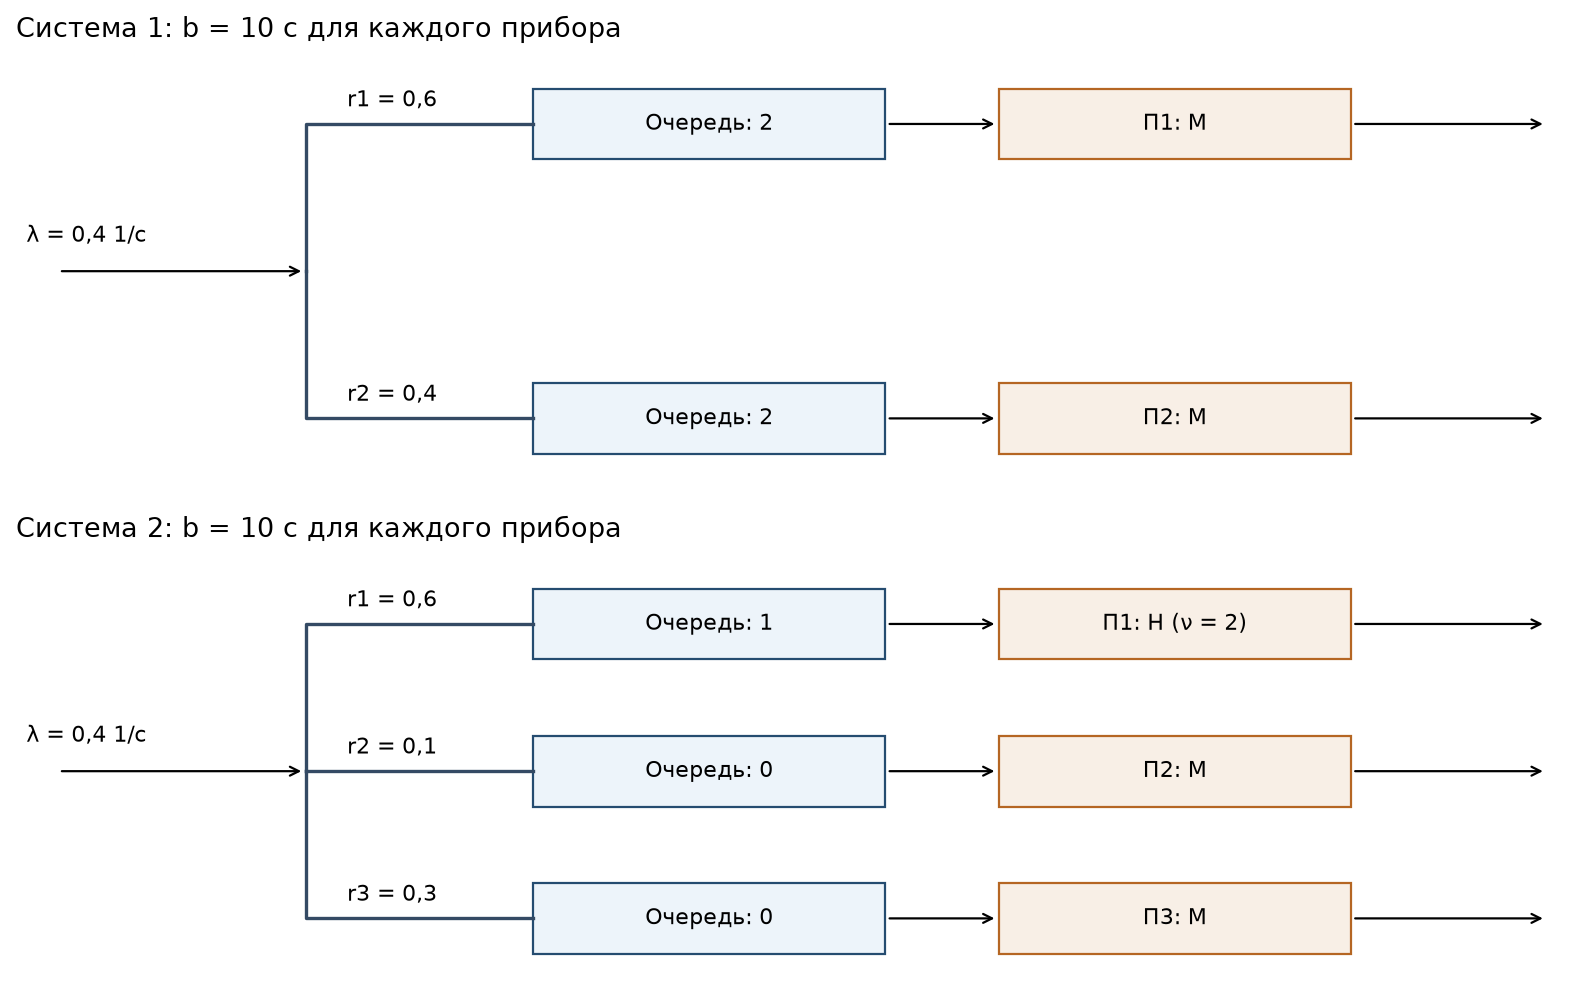 Система 1: b = 10 с для каждого прибора
r1 = 0,6
Очередь: 2
П1: М
λ = 0,4 1/с
r2 = 0,4
Очередь: 2
П2: М
Система 2: b = 10 с для каждого прибора
r1 = 0,6
Очередь: 1
П1: Н (ν = 2)
λ = 0,4 1/с
r2 = 0,1
Очередь: 0
П2: М
r3 = 0,3
Очередь: 0
П3: М